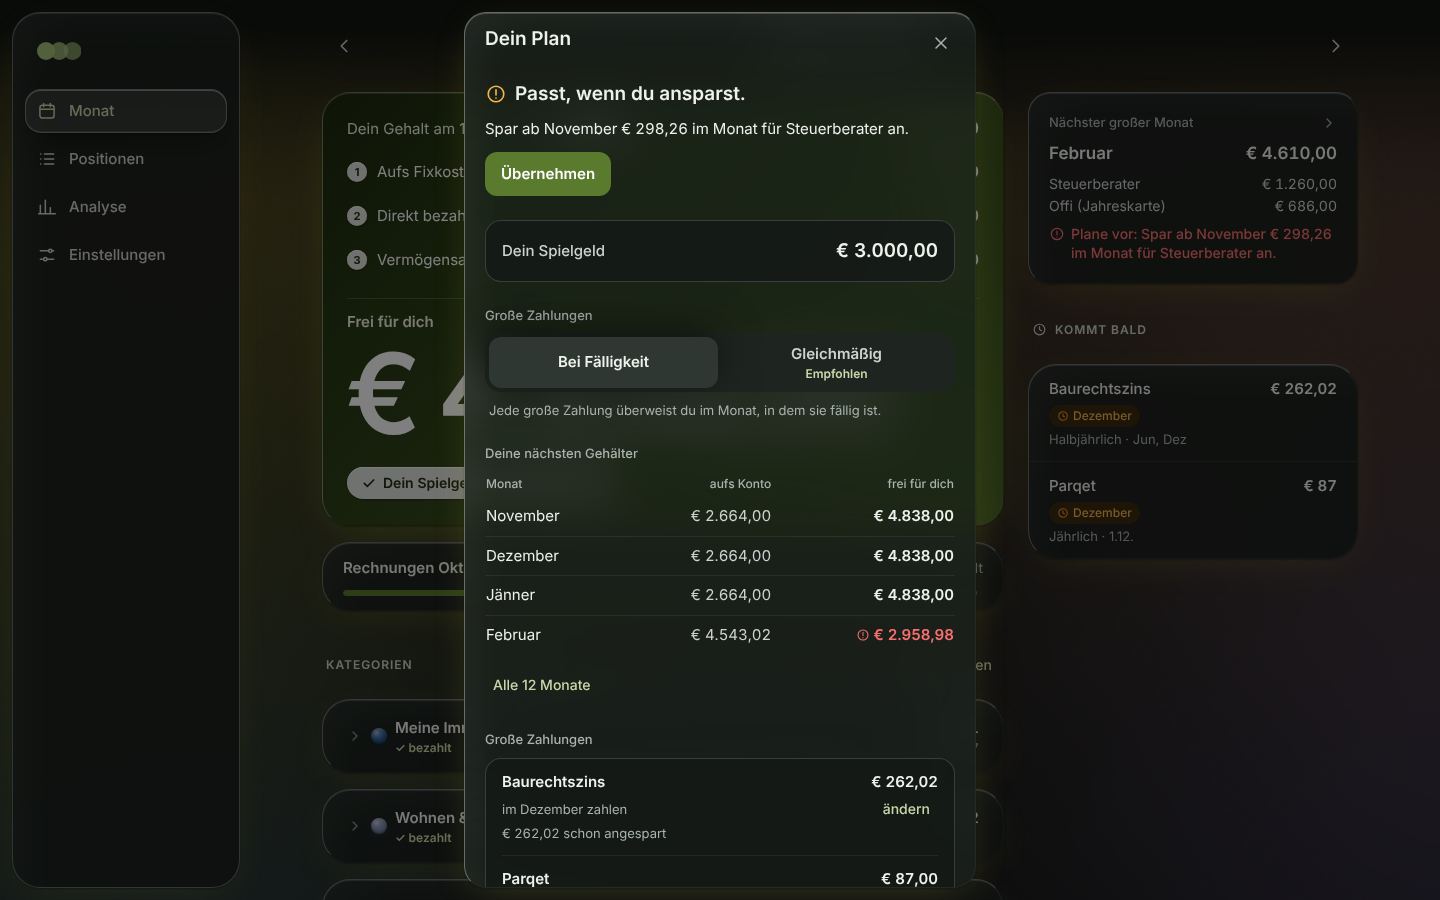 Monat
Positionen
Analyse
Einstellungen
Dein Gehalt am
1 Aufs Fixkost
2 Direkt bezah
3 Vermögensa
Frei für dich
€ 4
Dein Spielge
Rechnungen Okt
KATEGORIEN
Meine Im
bezahlt
Wohnen &
bezahlt
Dein Plan
Passt, wenn du ansparst.
Spar ab November € 298,26 im Monat für Steuerberater an.
Übernehmen
Dein Spielgeld € 3.000,00
Große Zahlungen
Bei Fälligkeit
Gleichmäßig
Empfohlen
Jede große Zahlung überweist du im Monat, in dem sie fällig ist.
Deine nächsten Gehälter
Monat aufs Konto frei für dich
November € 2.664,00 € 4.838,00
Dezember € 2.664,00 € 4.838,00
Jänner € 2.664,00 € 4.838,00
Februar € 4.543,02 € 2.958,98
Alle 12 Monate
Große Zahlungen
Baurechtszins € 262,02
im Dezember zahlen ändern
€ 262,02 schon angespart
Parqet € 87,00
Nächster großer Monat
Februar € 4.610,00
Steuerberater € 1.260,00
Offi (Jahreskarte) € 686,00
Plane vor: Spar ab November € 298,26
im Monat für Steuerberater an.
KOMMT BALD
Baurechtszins € 262,02
Dezember
Halbjährlich · Jun, Dez
Parqet € 87
Dezember
Jährlich · 1.12.